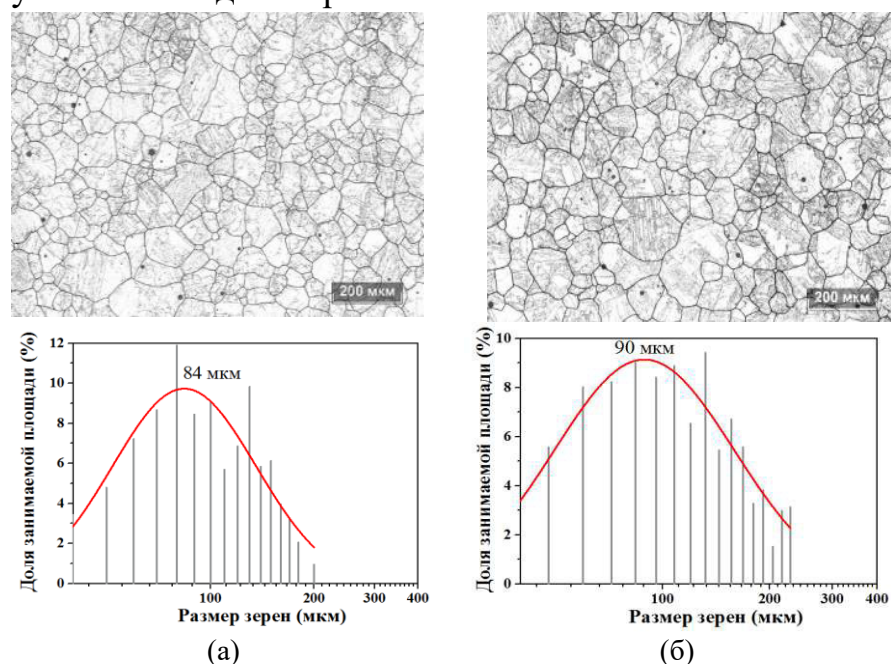 200 мкм
200 мкм
Доля занимаемой площади (%)
12
10
8
6
4
2
0
84 мкм
100
200
300
400
Размер зерен (мкм)
(а)
Доля занимаемой площади (%)
10
8
6
4
2
0
90 мкм
100
200
300
400
Размер зерен (мкм)
(б)